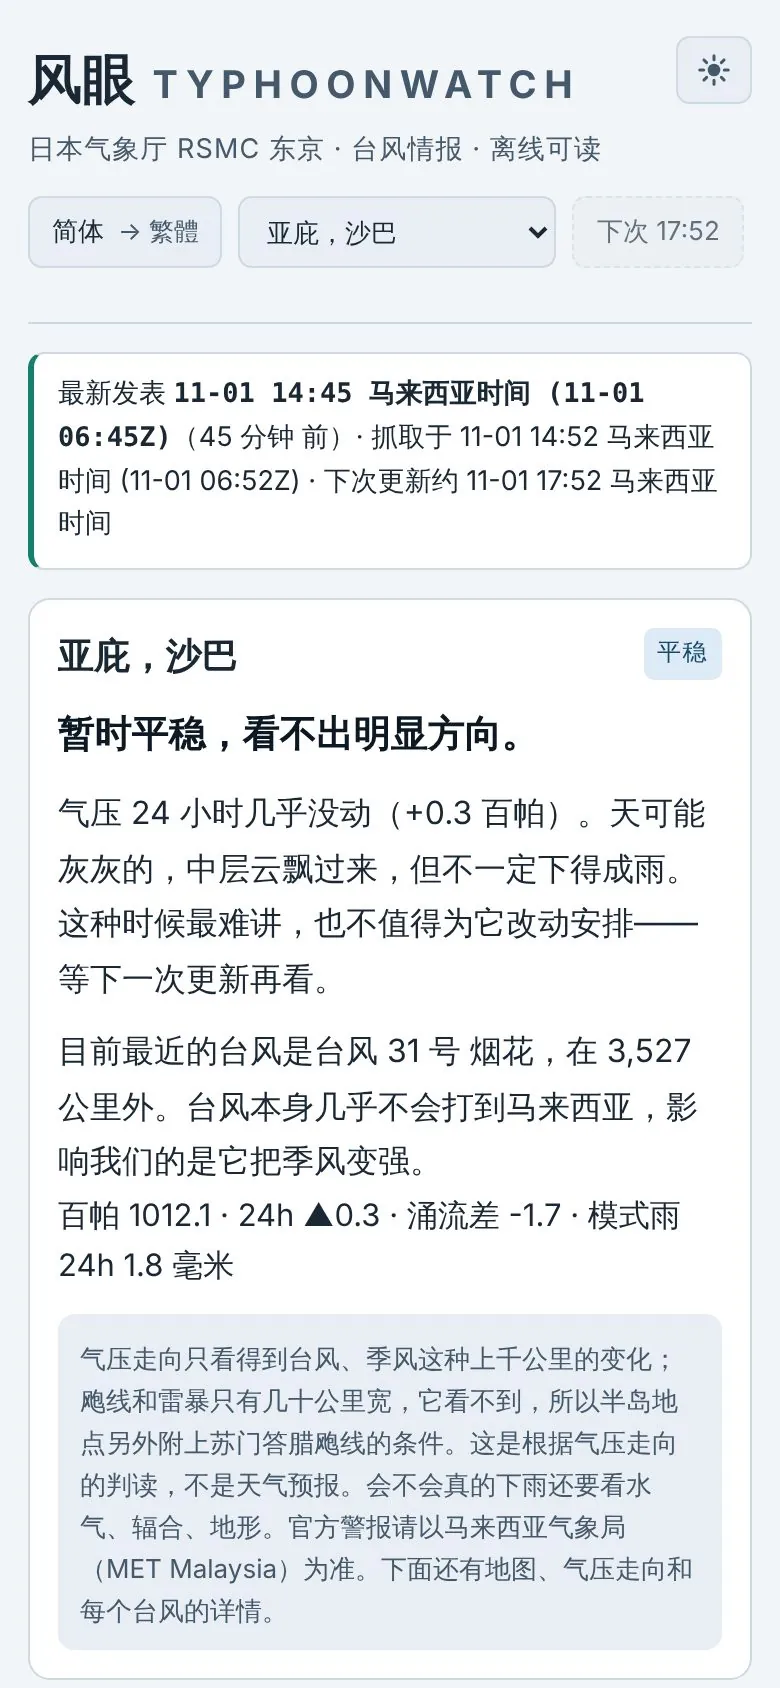 风眼 TYPHOONWATCH
日本气象厅 RSMC 东京 · 台风情报 · 离线可读
简体 → 繁體
亚庇，沙巴
下次 17:52
最新发表 11-01 14:45 马来西亚时间 (11-01
06:45Z)（45 分钟 前）· 抓取于 11-01 14:52 马来西亚
时间 (11-01 06:52Z) · 下次更新约 11-01 17:52 马来西亚
时间
亚庇，沙巴
平稳
暂时平稳，看不出明显方向。
气压 24 小时几乎没动（+0.3 百帕）。天可能
灰灰的，中层云飘过来，但不一定下得成雨。
这种时候最难讲，也不值得为它改动安排——
等下一次更新再看。
目前最近的台风是台风 31 号 烟花，在 3,527
公里外。台风本身几乎不会打到马来西亚，影
响我们的是它把季风变强。
百帕 1012.1 · 24h ▲0.3 · 涌流差 -1.7 · 模式雨
24h 1.8 毫米
气压走向只看得到台风、季风这种上千公里的变化；
飑线和雷暴只有几十公里宽，它看不到，所以半岛地
点另外附上苏门答腊飑线的条件。这是根据气压走向
的判读，不是天气预报。会不会真的下雨还要看水
气、辐合、地形。官方警报请以马来西亚气象局
（MET Malaysia）为准。下面还有地图、气压走向和
每个台风的详情。